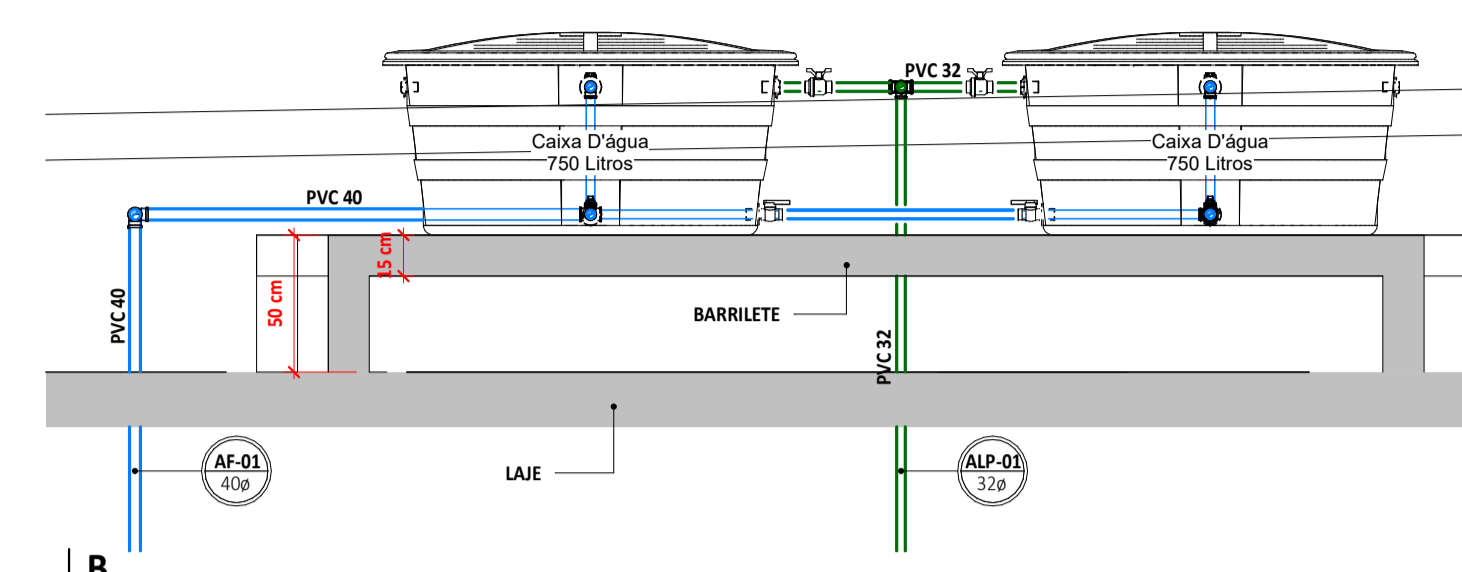 PVC 32
Caixa D'água
750 Litros
Caixa D'água
750 Litros
PVC 40
15 cm
50 cm
PVC 40
BARRILETE
PVC 32
AF-01
40ø
LAJE
ALP-01
32ø
B